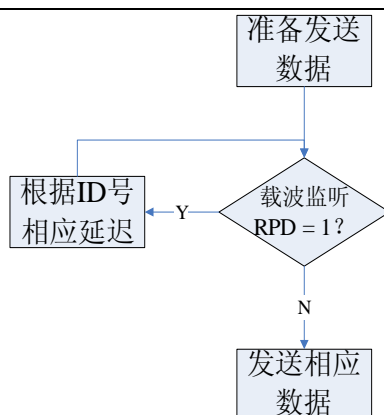 准备发送
数据
载波监听
RPD = 1？
Y
根据ID号
相应延迟
N
发送相应
数据